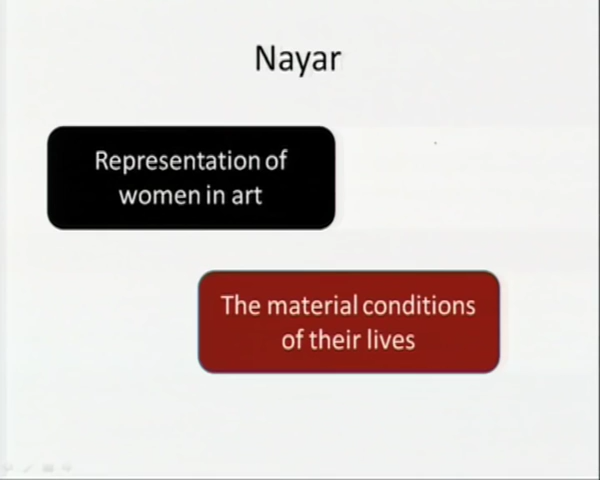 Nayar
Representation of
women in art
The material conditions
of their lives